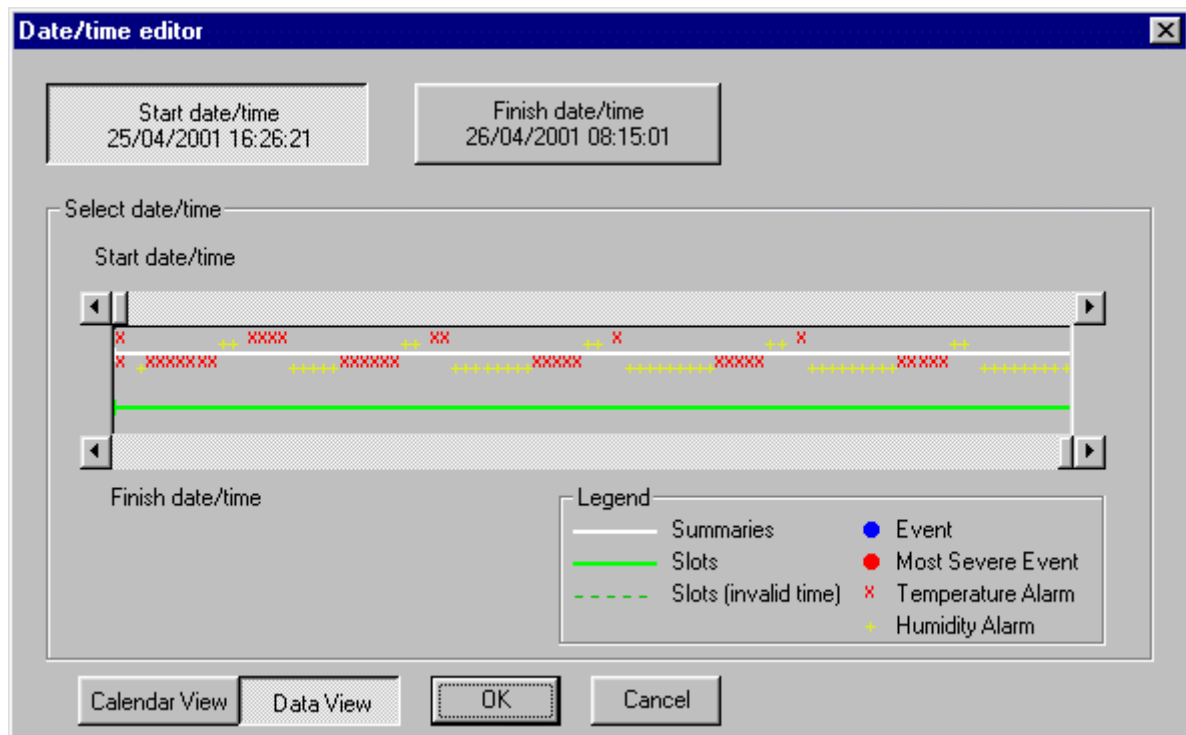 Date/time editor
Start date/time
25/04/2001 16:26:21
Finish date/time
26/04/2001 08:15:01
Select date/time
Start date/time
Finish date/time
Legend
Summaries
Event
Slots
Most Severe Event
Slots (invalid time)
Temperature Alarm
Humidity Alarm
Calendar View
Data View
OK
Cancel